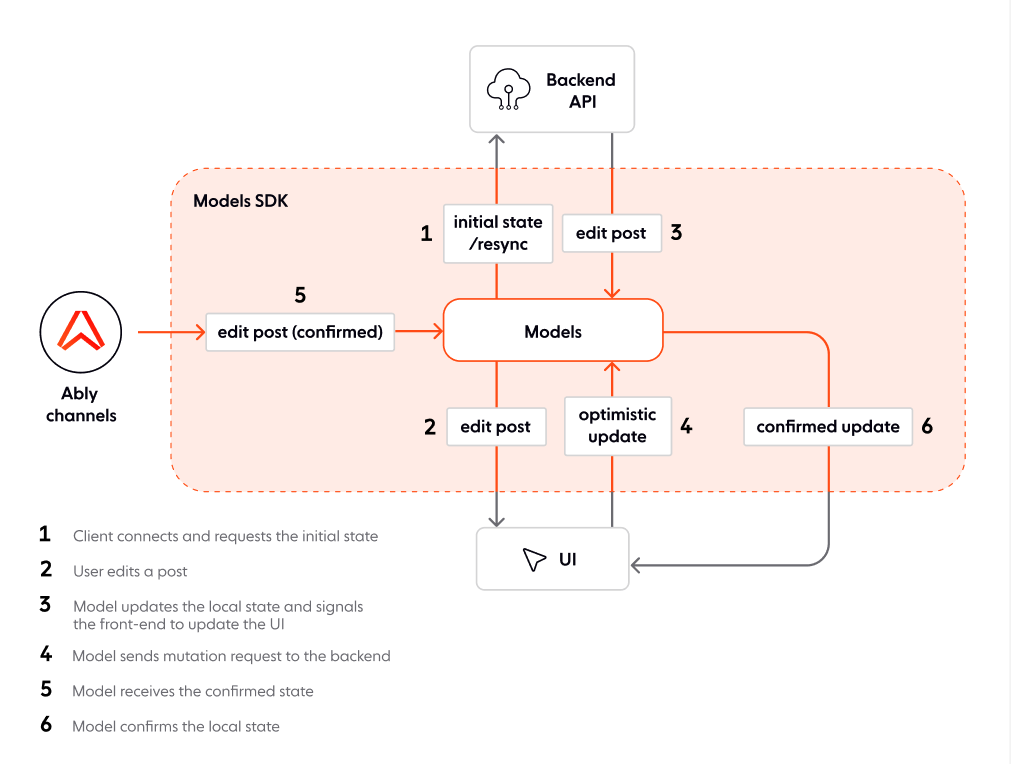 Backend
API
Models SDK
1
initial state
/resync
edit post
3
5
edit post (confirmed)
Models
Ably
channels
2
edit post
optimistic
update
4
confirmed update
6
UI
1 Client connects and requests the initial state
2 User edits a post
3 Model updates the local state and signals
the front-end to update the UI
4 Model sends mutation request to the backend
5 Model receives the confirmed state
6 Model confirms the local state